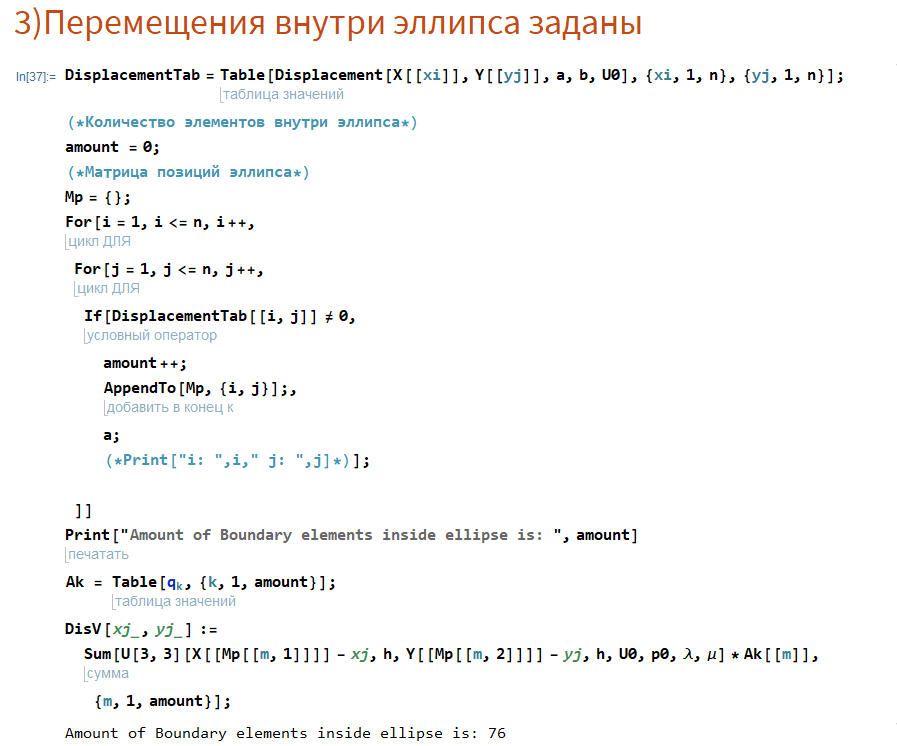 3)Перемещения внутри эллипса заданы
In[37]:= DisplacementTab = Table[Displacement[X[[xi]], Y[[yj]], a, b, U0], {xi, 1, n}, {yj, 1, n}];
таблица значений
(*Количество элементов внутри эллипса*)
amount = 0;
(*Матрица позиций эллипса*)
Mp = {};
For[i = 1, i <= n, i++,
цикл ДЛЯ
For[j = 1, j <= n, j++,
цикл ДЛЯ
If[DisplacementTab[[i, j]] ≠ 0,
условный оператор
amount++;
AppendTo[Mp, {i, j}];,
добавить в конец к
a;
(*Print["i: ",i," j: ",j]*)];
]]
Print["Amount of Boundary elements inside ellipse is: ", amount]
печатать
Ak = Table[qk, {k, 1, amount}];
таблица значений
DisV[xj_, yj_] :=
Sum[U[3, 3][X[[Mp[[m, 1]]]] - xj, h, Y[[Mp[[m, 2]]]] - yj, h, U0, p0, λ, μ] * Ak[[m]],
сумма
{m, 1, amount}];
Amount of Boundary elements inside ellipse is: 76